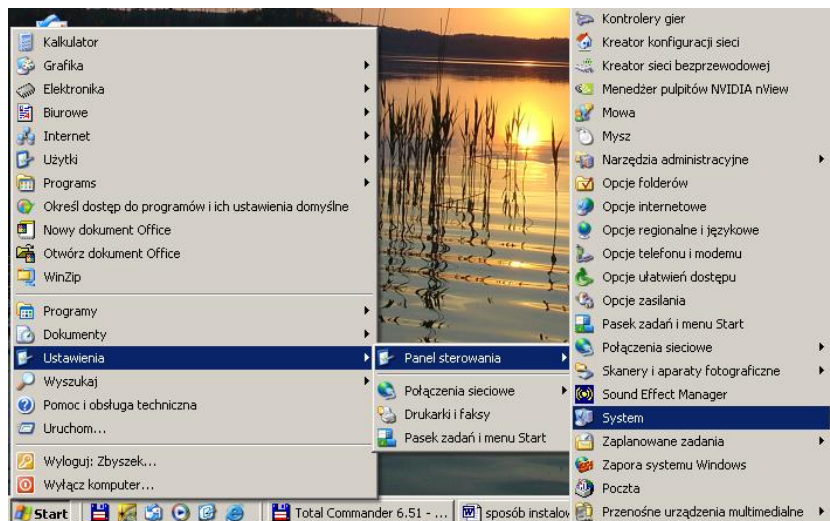 Kalkulator
Grafika
Elektronika
Biurowe
Internet
Użytki
Programs
Określ dostęp do programów i ich ustawienia domyślne
Nowy dokument Office
Otwórz dokument Office
WinZip
Programy
Dokumenty
Ustawienia
Wyszukaj
Pomoc i obsługa techniczna
Uruchom...
Wyloguj: Zbyszek...
Wyłącz komputer...
Panel sterowania
Połączenia sieciowe
Drukarki i faksy
Pasek zadań i menu Start
Kontrolery gier
Kreator konfiguracji sieci
Kreator sieci bezprzewodowej
Menedżer pulpitów NVIDIA nView
Mowa
Mysz
Narzędzia administracyjne
Opcje folderów
Opcje internetowe
Opcje regionalne i językowe
Opcje telefonu i modemu
Opcje ułatwień dostępu
Opcje zasilania
Pasek zadań i menu Start
Połączenia sieciowe
Skanery i aparaty fotograficzne
Sound Effect Manager
System
Zaplanowane zadania
Zapora systemu Windows
Poczta
Przenośne urządzenia multimedialne
Start
Total Commander 6.51 - ...
sposób instalow